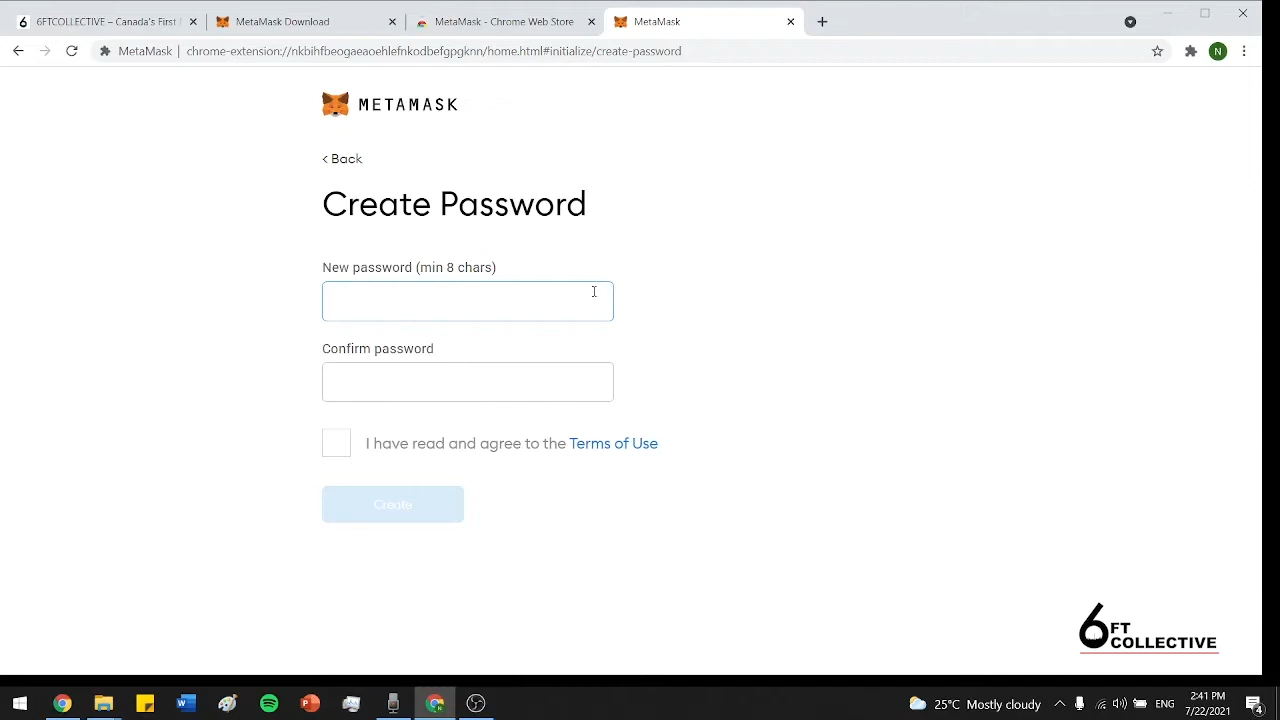 6FTCOLLECTIVE – Canada's First
MetaMask Download
MetaMask - Chrome Web Store
MetaMask
MetaMask | chrome-extension://nkbihfbeogaeaoehlefnkodbefgpgknn/home.html#initialize/create-password
N
METAMASK
< Back
Create Password
New password (min 8 chars)
Confirm password
I have read and agree to the Terms of Use
Create
6FT
COLLECTIVE
25°C Mostly cloudy
ENG
2:41 PM
7/22/2021
4